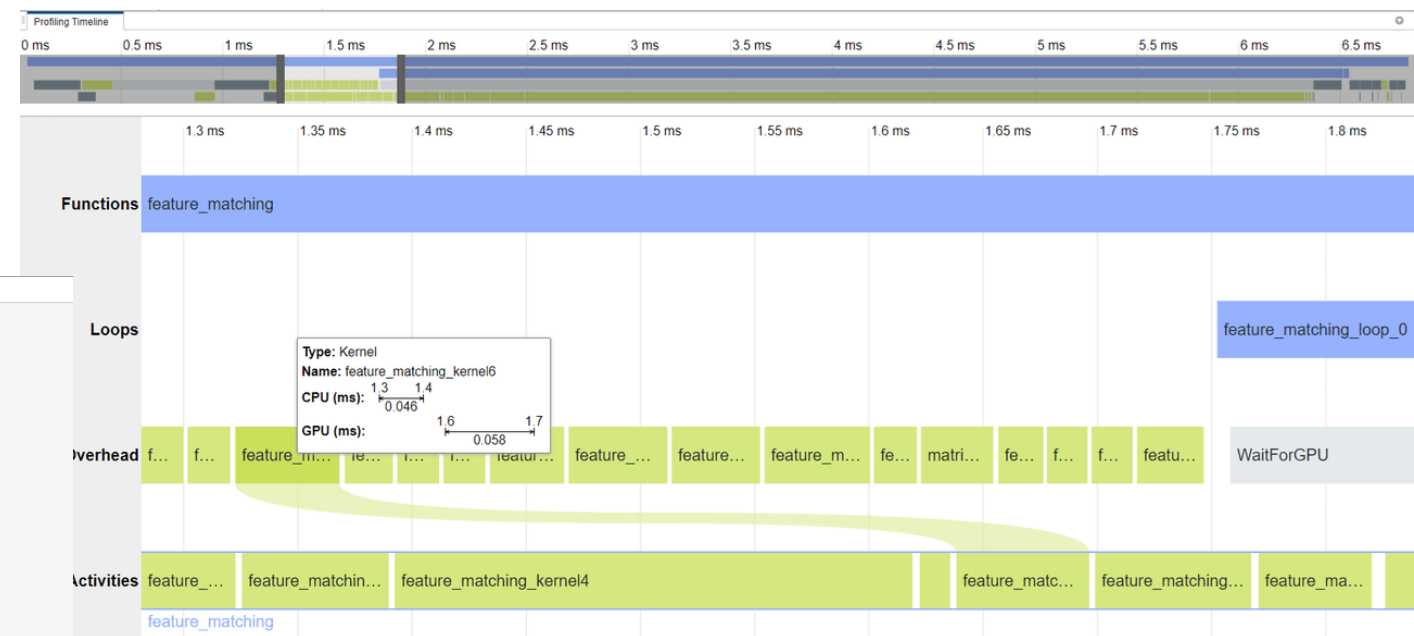 Profiling Timeline
0 ms 0.5 ms 1 ms 1.5 ms 2 ms 2.5 ms 3 ms 3.5 ms 4 ms 4.5 ms 5 ms 5.5 ms 6 ms 6.5 ms
1.3 ms 1.35 ms 1.4 ms 1.45 ms 1.5 ms 1.55 ms 1.6 ms 1.65 ms 1.7 ms 1.75 ms 1.8 ms
Functions feature_matching
Loops feature_matching_loop_0
Type: Kernel
Name: feature_matching_kernel6
1.3 1.4
CPU (ms):
0.046
1.6 1.7
GPU (ms):
0.058
verhead f... f... feature_m... fe... f... f... featur... feature_... feature... feature_m... fe... matri... fe... f... f... featu... WaitForGPU
ctivities feature_... feature_matchin... feature_matching_kernel4 feature_matc... feature_matching... feature_ma...
feature_matching